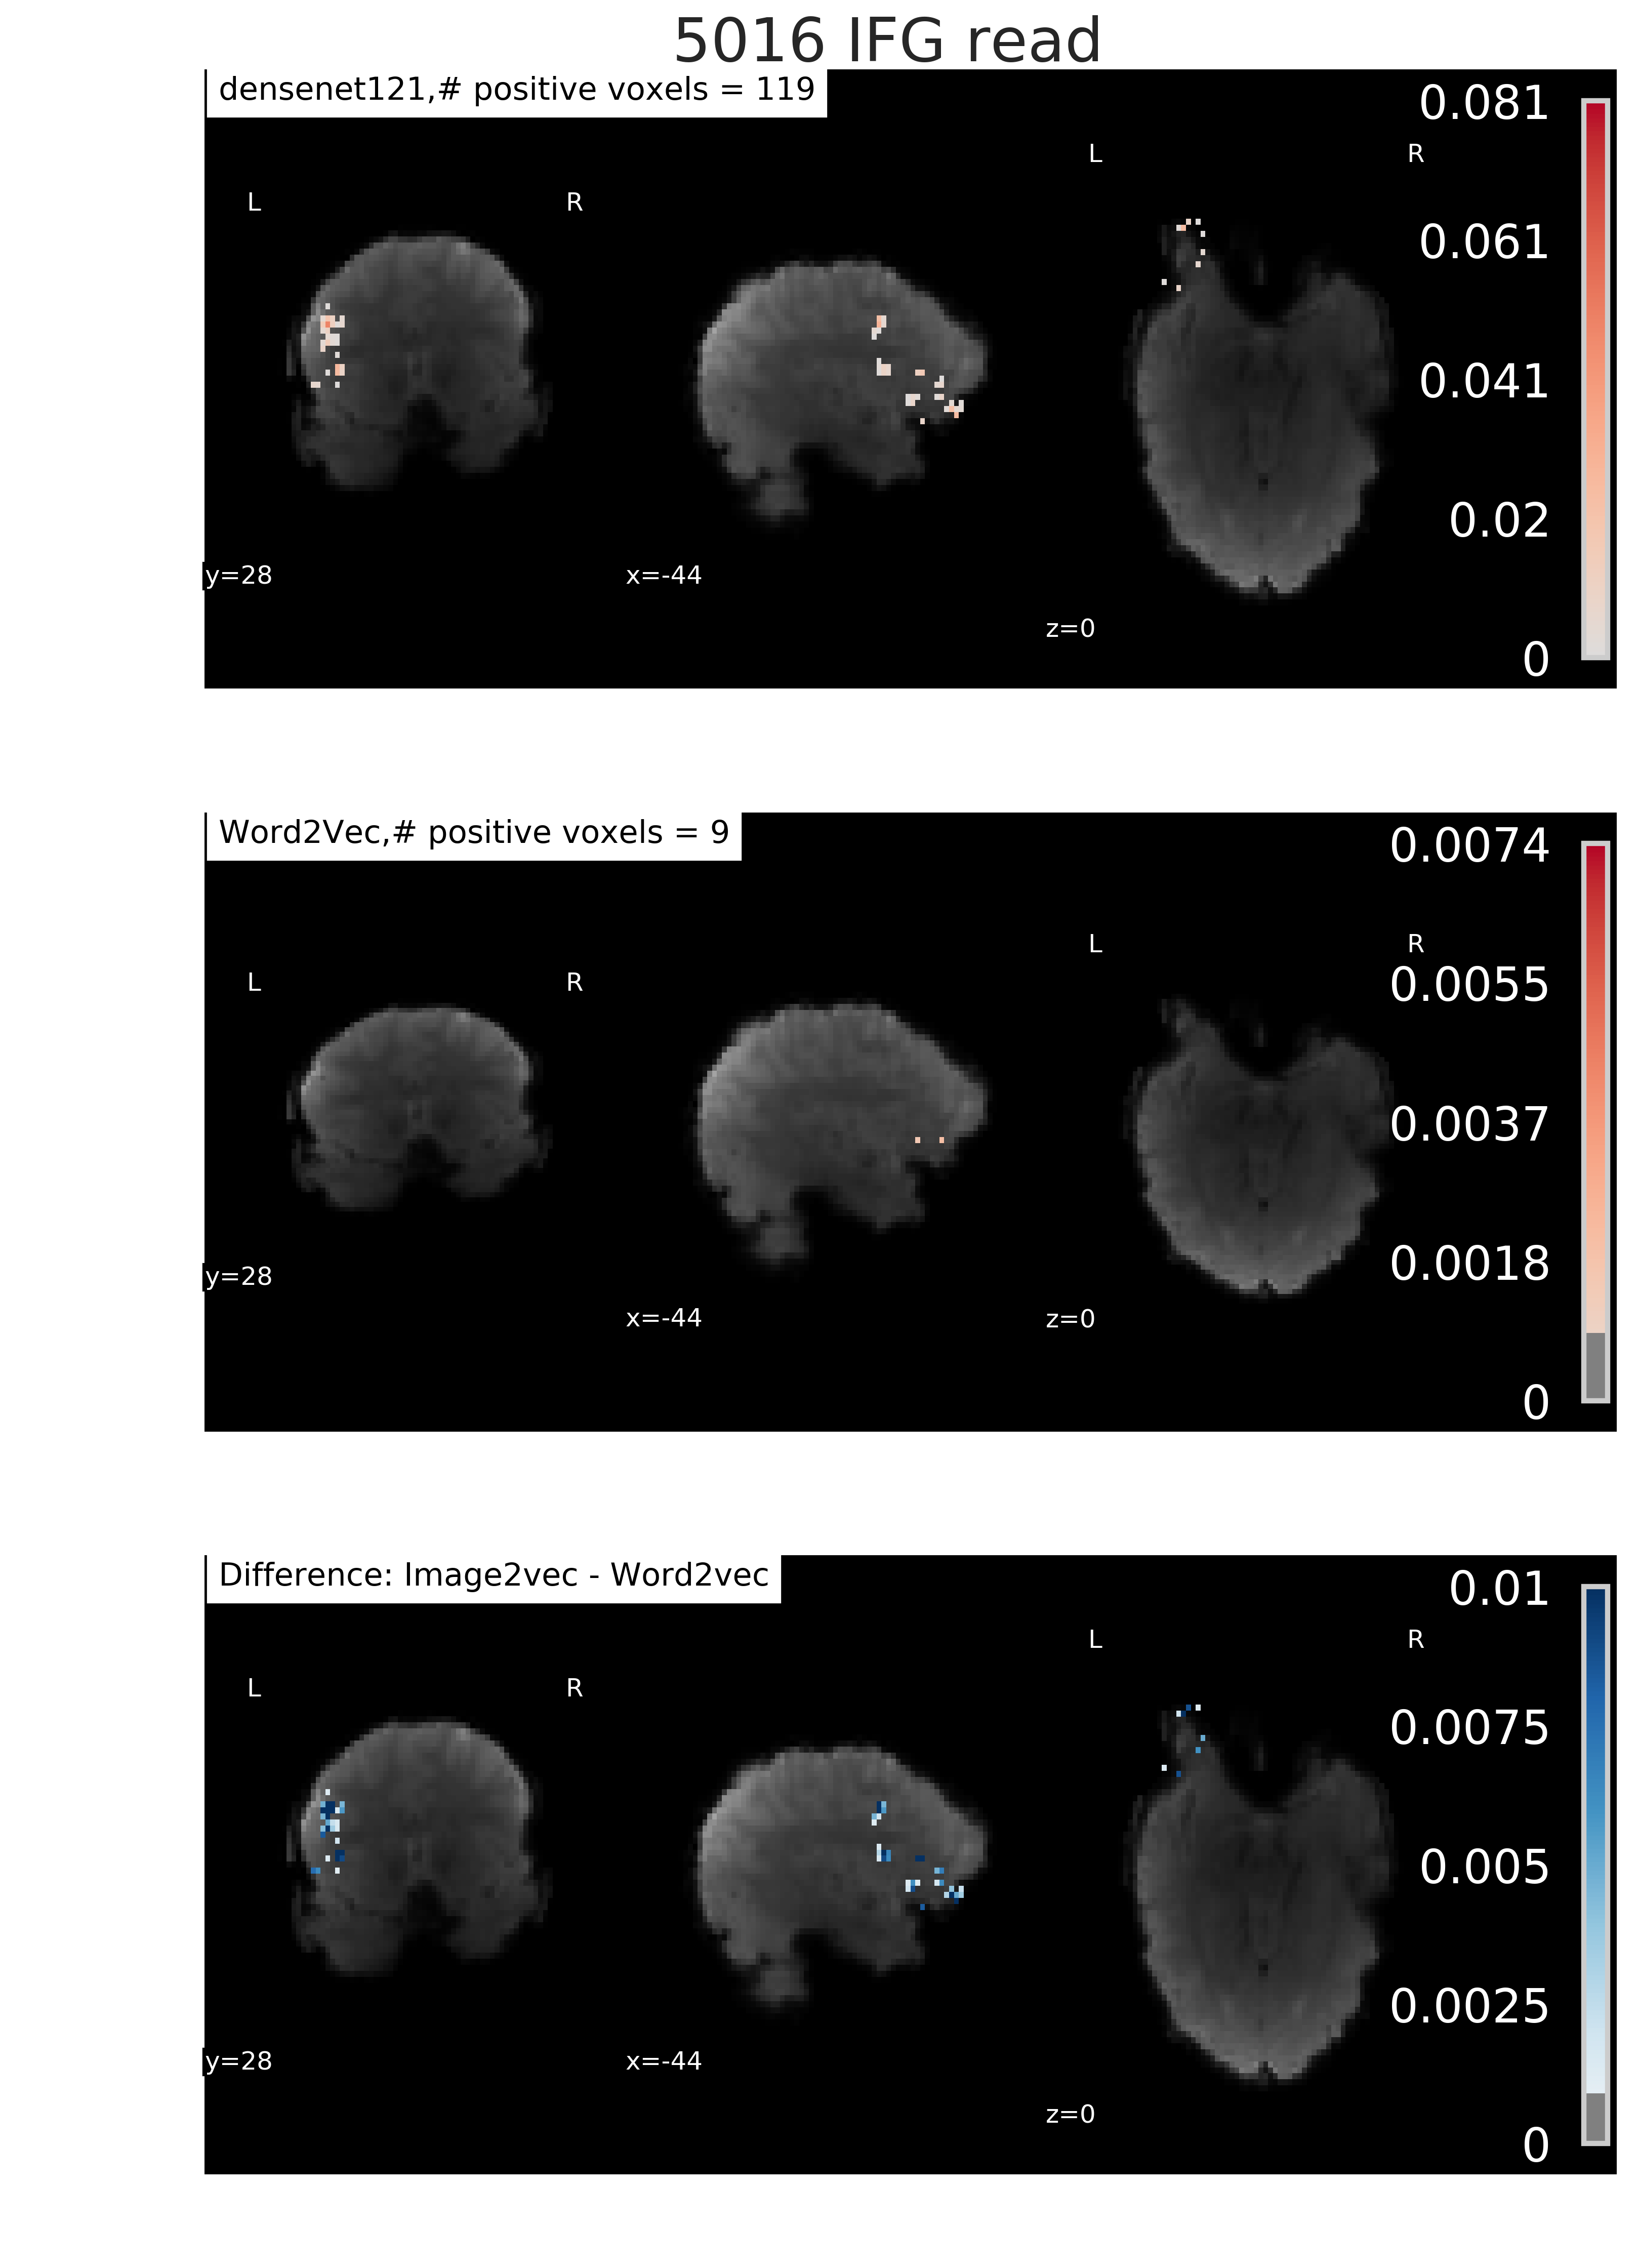 5016 IFG read
densenet121,# positive voxels = 119
0.081
L R
L R
0.061
0.041
0.02
y=28 x=-44
z=0
0
Word2Vec,# positive voxels = 9
0.0074
L R
L R
0.0055
0.0037
0.0018
y=28
x=-44 z=0
0
Difference: Image2vec - Word2vec
0.01
L R
L R
0.0075
0.005
0.0025
y=28 x=-44
z=0
0